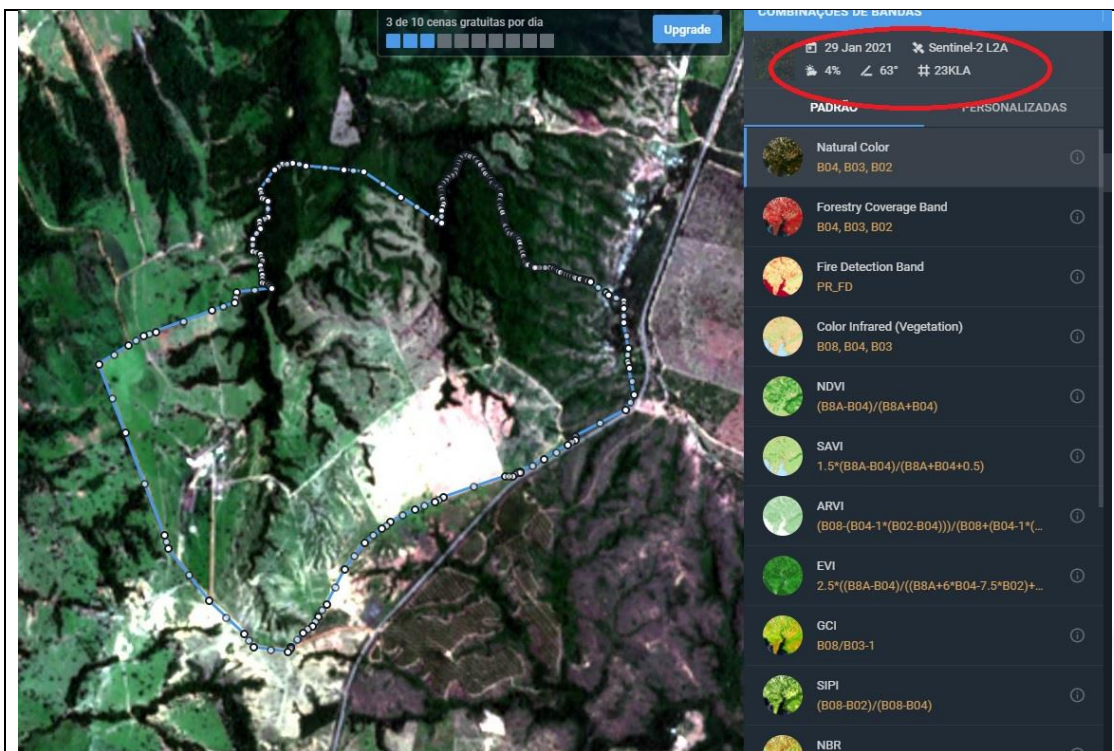 3 de 10 cenas gratuitas por dia
Upgrade
COMBINAÇÕES DE BANDAS
29 Jan 2021 Sentinel-2 L2A
4% 63° 23KLA
PADRÃO PERSONALIZADAS
Natural Color
B04, B03, B02
Forestry Coverage Band
B04, B03, B02
Fire Detection Band
PR_FD
Color Infrared (Vegetation)
B08, B04, B03
NDVI
(B8A-B04)/(B8A+B04)
SAVI
1.5*(B8A-B04)/(B8A+B04+0.5)
ARVI
(B08-(B04-1*(B02-B04)))/(B08+(B04-1*(...
EVI
2.5*((B8A-B04)/((B8A+6*B04-7.5*B02)+...
GCI
B08/B03-1
SIPI
(B08-B02)/(B08-B04)
NBR